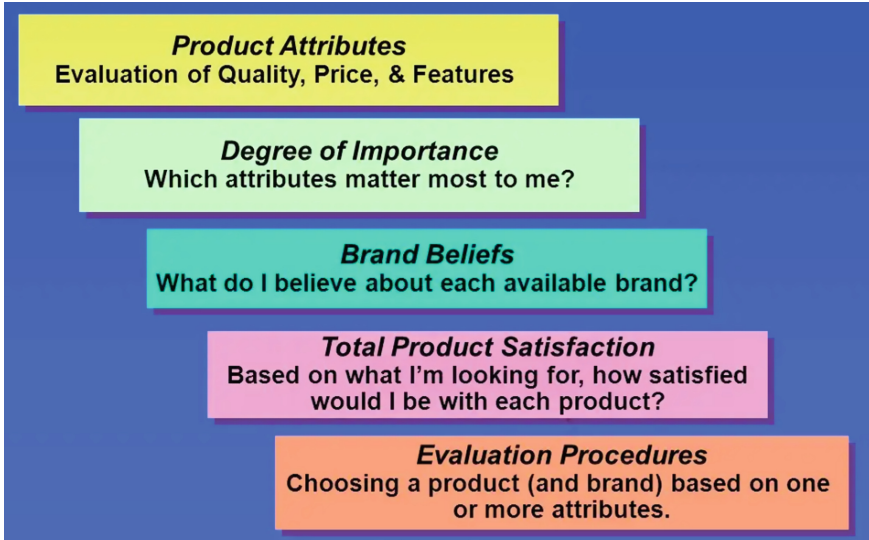 Product Attributes
Evaluation of Quality, Price, & Features
Degree of Importance
Which attributes matter most to me?
Brand Beliefs
What do I believe about each available brand?
Total Product Satisfaction
Based on what I’m looking for, how satisfied
would I be with each product?
Evaluation Procedures
Choosing a product (and brand) based on one
or more attributes.